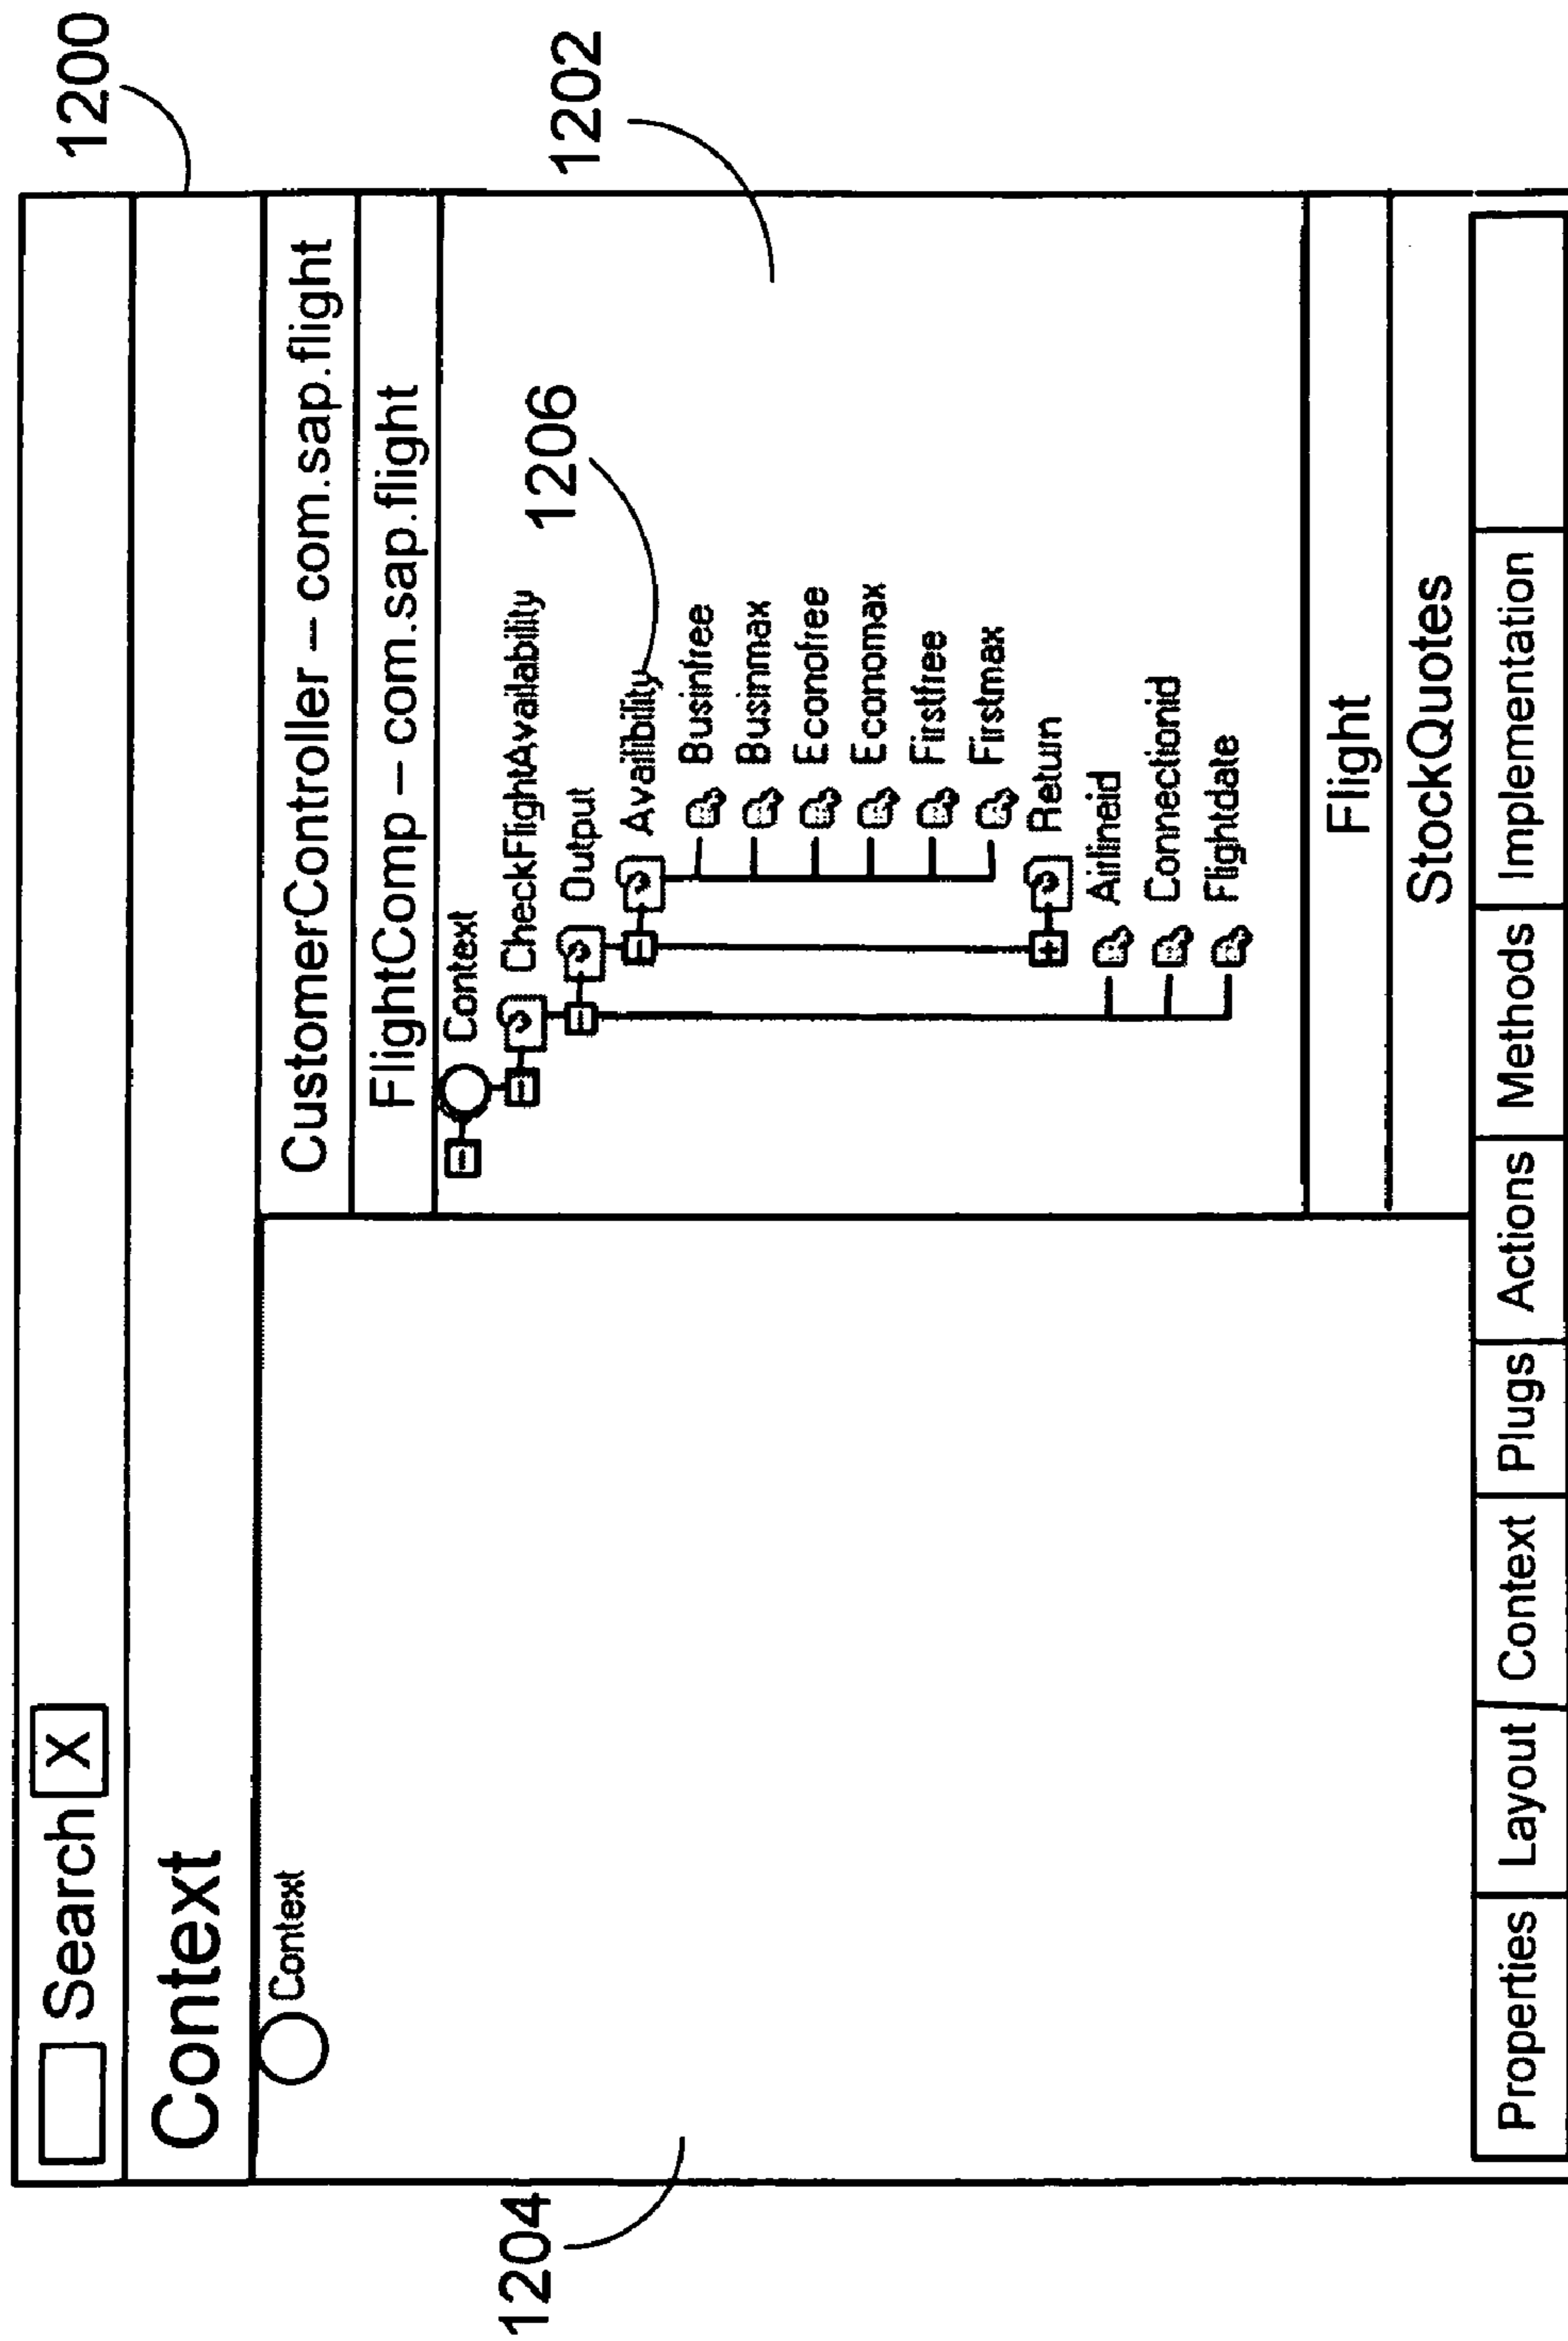 1200
Search X
Context
CustomerController – com.sap.flight
FlightComp – com.sap.flight
1202
Context
Context
1206
CheckFlightAvailability
Output
Availibility
Businfree
Businmax
Econofree
Economax
Firstfree
Firstmax
Return
Airlineid
Connectionid
Flightdate
1204
Flight
StockQuotes
Properties Layout Context Plugs Actions Methods Implementation